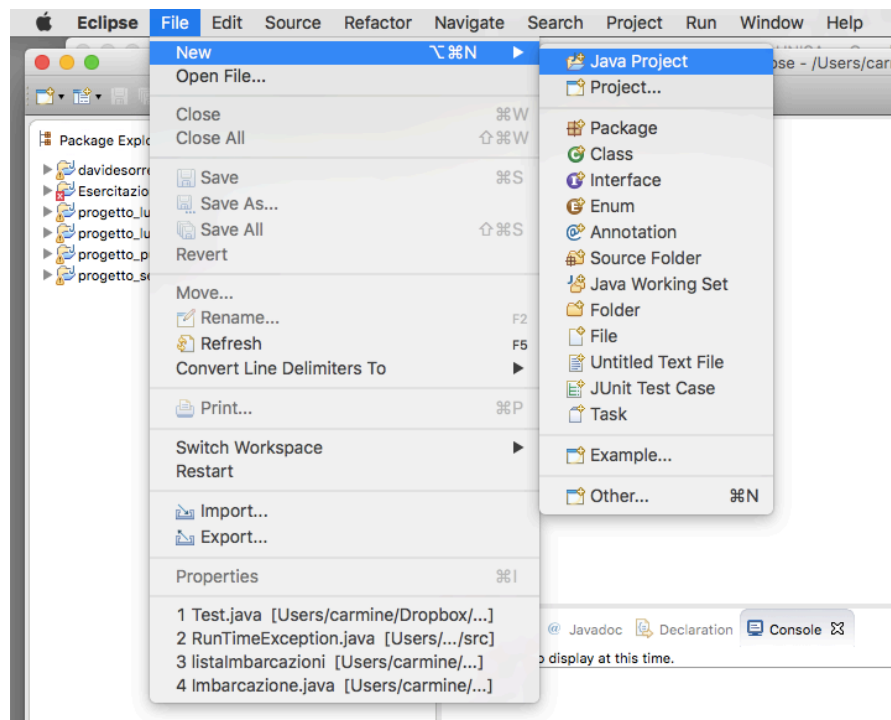 Eclipse File Edit Source Refactor Navigate Search Project Run Window Help
New ⌥⌘N ▶
Open File...
Close ⌘W
Close All ⇧⌘W
Save ⌘S
Save As...
Save All ⇧⌘S
Revert
Move...
Rename... F2
Refresh F5
Convert Line Delimiters To ▶
Print... ⌘P
Switch Workspace ▶
Restart
Import...
Export...
Properties ⌘I
1 Test.java [Users/carmine/Dropbox/...]
2 RunTimeException.java [Users/.../src]
3 listaImbarcazioni [Users/carmine/...]
4 Imbarcazione.java [Users/carmine/...]
Java Project
Project...
Package
Class
Interface
Enum
Annotation
Source Folder
Java Working Set
Folder
File
Untitled Text File
JUnit Test Case
Task
Example...
Other... ⌘N
pse - /Users/car
Package Explo
davidesorre
Esercitazio
progetto_lu
progetto_lu
progetto_p
progetto_se
@ Javadoc Declaration Console
o display at this time.